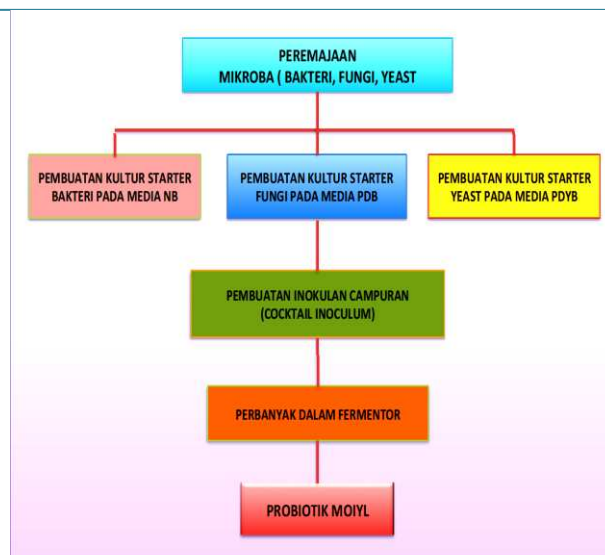 PEREMAJAAN
MIKROBA ( BAKTERI, FUNGI, YEAST
PEMBUATAN KULTUR STARTER
BAKTERI PADA MEDIA NB
PEMBUATAN KULTUR STARTER
FUNGI PADA MEDIA PDB
PEMBUATAN KULTUR STARTER
YEAST PADA MEDIA PDYB
PEMBUATAN INOKULAN CAMPURAN
(COCKTAIL INOCULUM)
PERBANYAK DALAM FERMENTOR
PROBIOTIK MOIYL